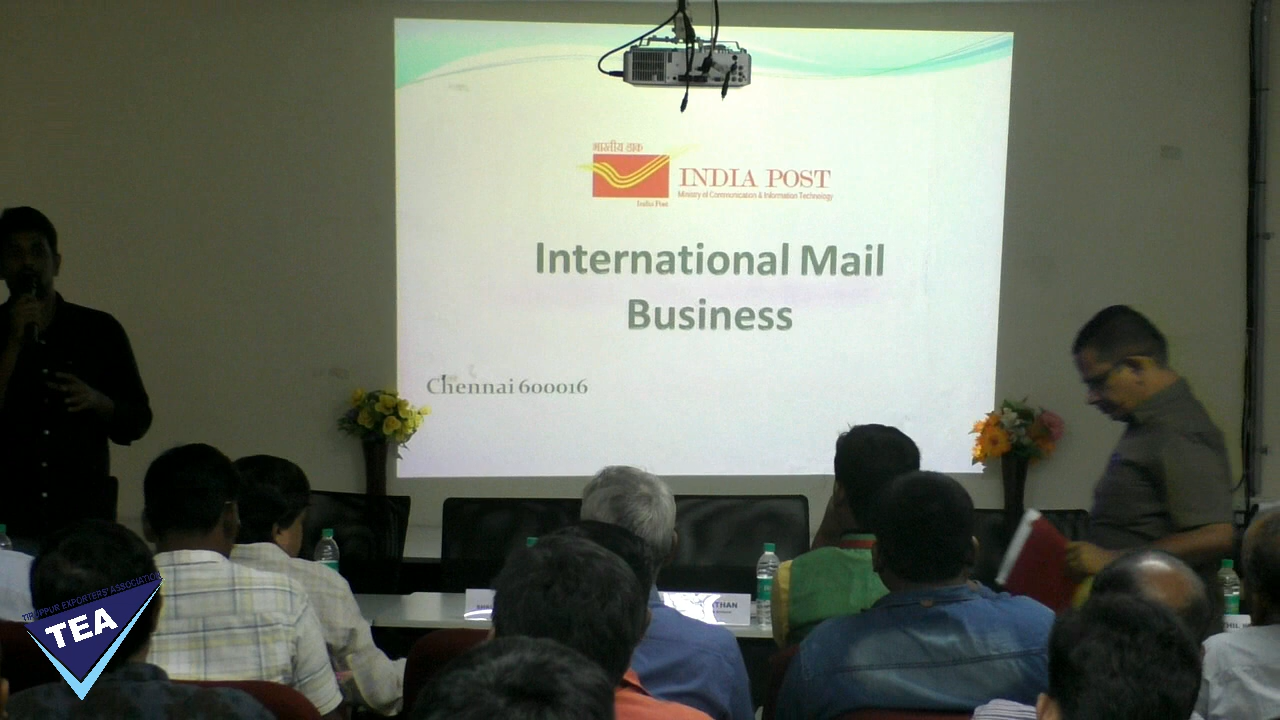 भारतीय डाक
INDIA POST
Ministry of Communication & Information Technology
India Post
International Mail
Business
Chennai 600016
TIRUPPUR EXPORTERS' ASSOCIATION
TEA